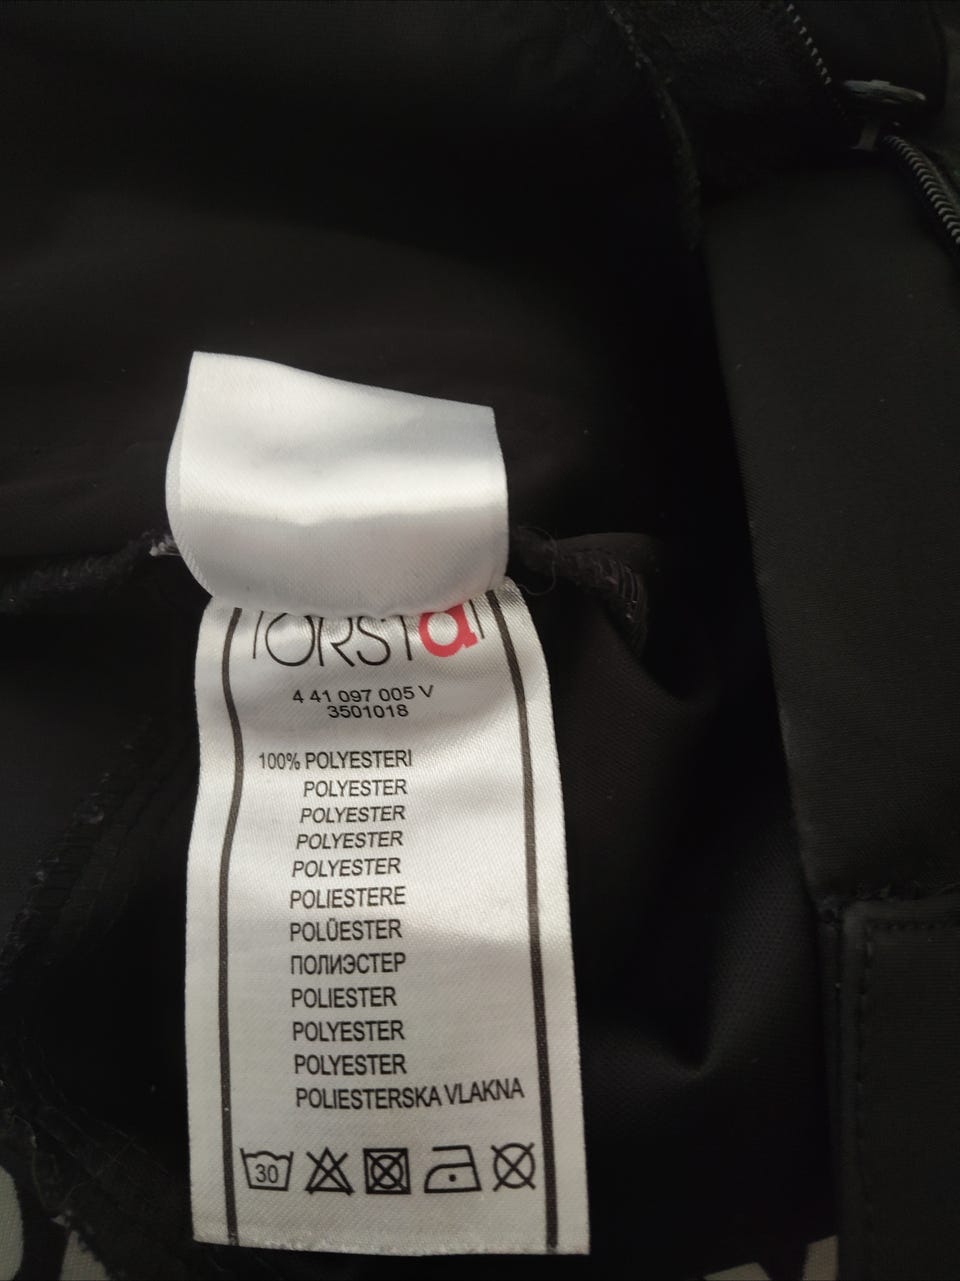 TORSTAI
4 41 097 005 V
3501018
100% POLYESTERI
POLYESTER
POLYESTER
POLYESTER
POLYESTER
POLIESTERE
POLÜESTER
ПОЛИЭСТЕР
POLIESTER
POLYESTER
POLYESTER
POLIESTERSKA VLAKNA
30